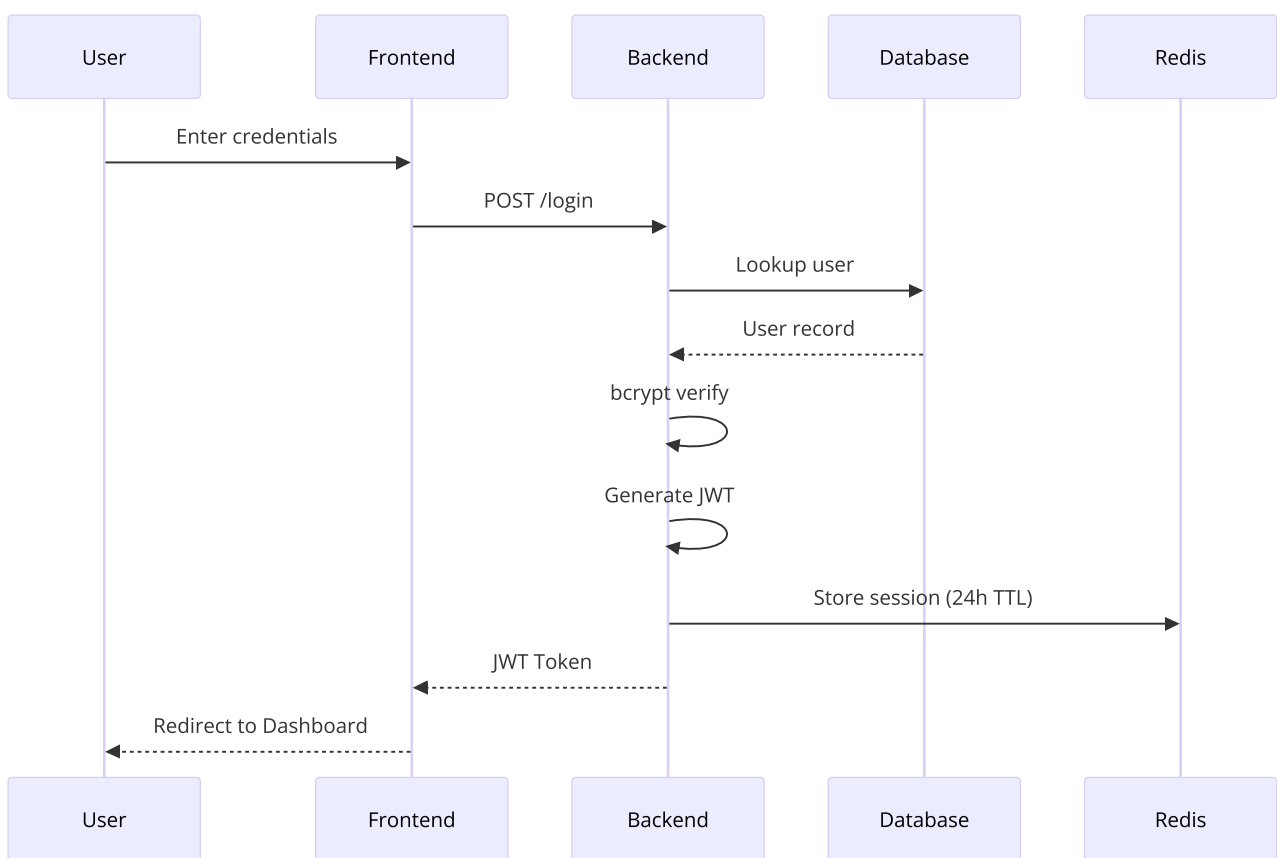 User
Frontend
Backend
Database
Redis
Enter credentials
POST /login
Lookup user
User record
bcrypt verify
Generate JWT
Store session (24h TTL)
JWT Token
Redirect to Dashboard
User
Frontend
Backend
Database
Redis